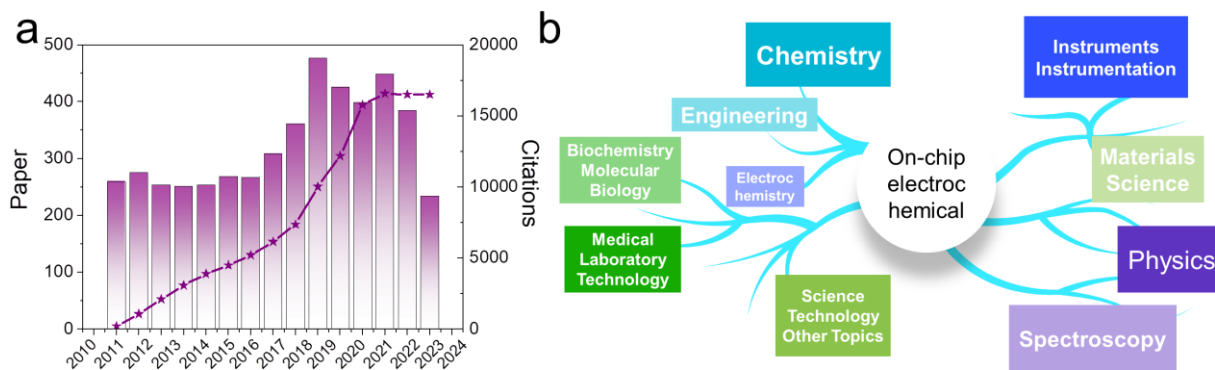 a
Paper
500
400
300
200
100
0
20000
15000
10000
5000
0
Citations
2010
2011
2012
2013
2014
2015
2016
2017
2018
2019
2020
2021
2022
2023
2024
b
Chemistry
Engineering
Biochemistry
Molecular
Biology
Electroc
hemistry
Medical
Laboratory
Technology
Science
Technology
Other Topics
On-chip
electroc
hemical
Instruments
Instrumentation
Materials
Science
Physics
Spectroscopy